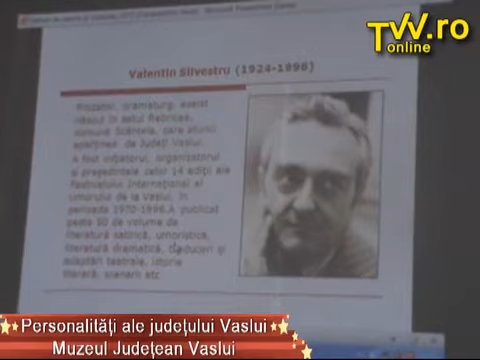 TVV.ro
online
Valentin Silvestru (1924-1996)
Prozator, dramaturg, eseist
născut în satul
comuna care atunci
aparținea de Județi Vaslui.
A fost inițiatorul, organizatorul
și președintele celor 14 ediții ale
Festivalului Internațional al
umorului de la Vaslui, în
perioada 1970-1996.A publicat
peste 50 de volume de
literatură satirică, umoristică,
literatură dramatică, traduceri și
adaptări teatrale, istorie
literară, scenarii etc
Personalități ale județului Vaslui
Muzeul Județean Vaslui